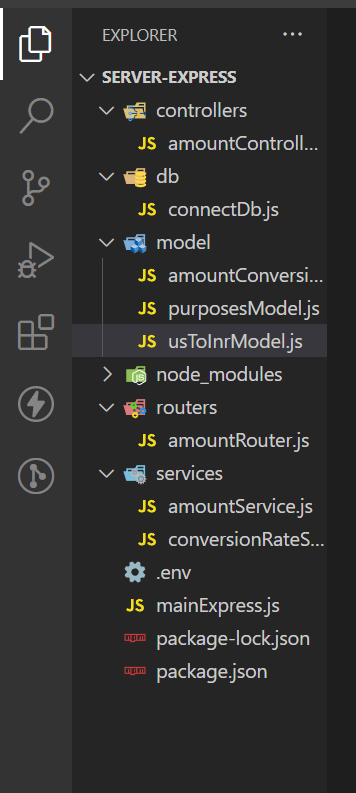 EXPLORER ...
SERVER-EXPRESS
controllers
JS amountControll...
db
JS connectDb.js
model
JS amountConversi...
JS purposesModel.js
JS usToInrModel.js
node_modules
routers
JS amountRouter.js
services
JS amountService.js
JS conversionRateS...
.env
JS mainExpress.js
package-lock.json
package.json